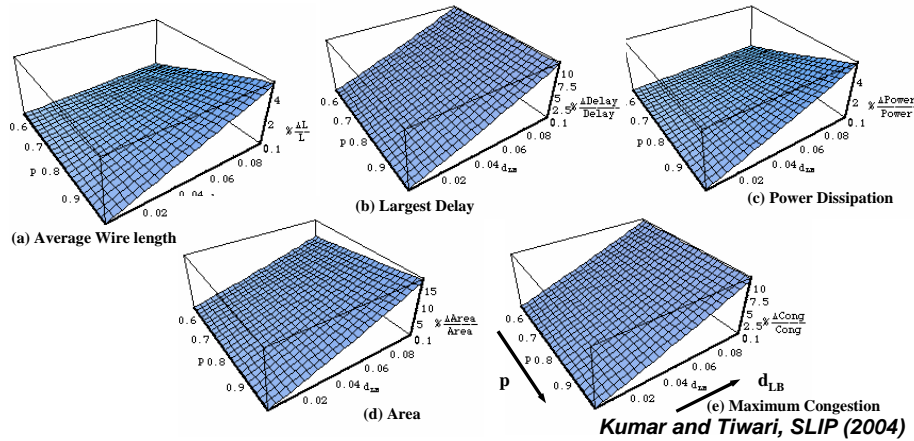 0.6
0.7
p 0.8
0.9
0.02
0.04
0.06
0.08
0.1
2
4
% ΔL
L
(a) Average Wire length
0.6
0.7
p 0.8
0.9
0.02
0.04 d_LB
0.06
0.08
0.1
2.5
5
7.5
10
% ΔDelay
Delay
(b) Largest Delay
0.6
0.7
p 0.8
0.9
0.02
0.04
0.06
0.08
0.1
2
4
% ΔPower
Power
(c) Power Dissipation
0.6
0.7
p 0.8
0.9
0.02
0.04 d_LB
0.06
0.08
0.1
5
10
15
% ΔArea
Area
(d) Area
0.6
0.7
p 0.8
0.9
0.02
0.04 d_LB
0.06
0.08
0.1
2.5
5
7.5
10
% ΔCong
Cong
p
d_LB
(e) Maximum Congestion
Kumar and Tiwari, SLIP (2004)